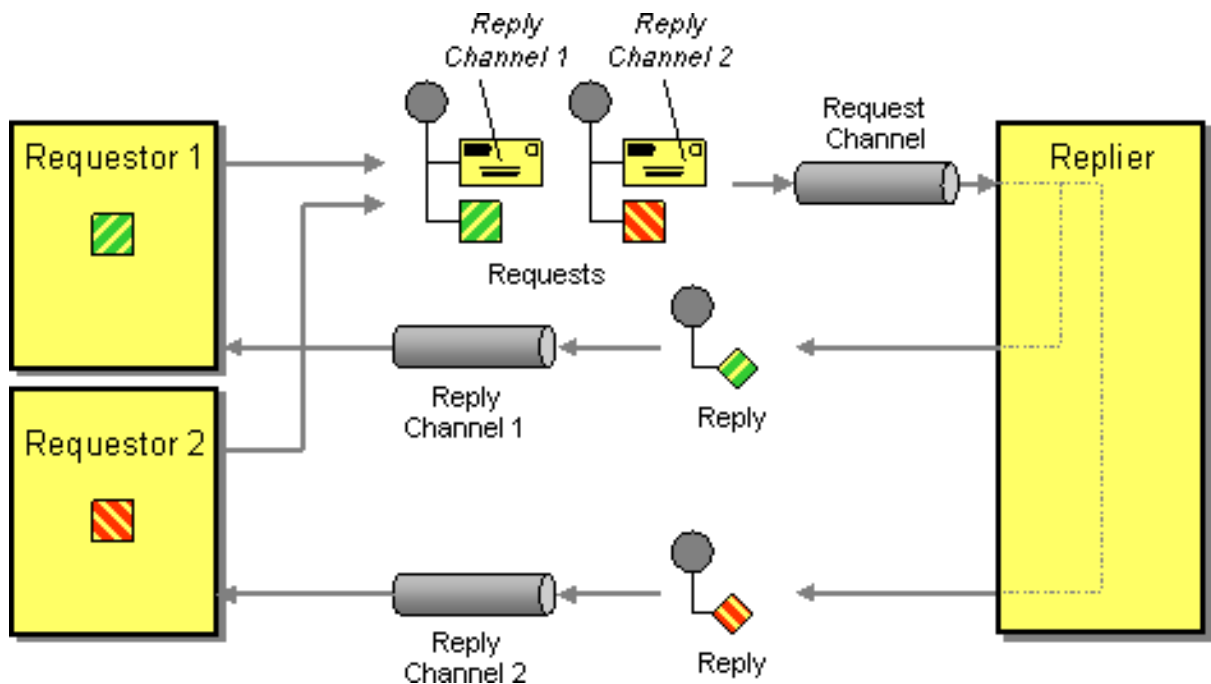 Reply
Channel 1
Reply
Channel 2
Request
Channel
Requestor 1
Replier
Requests
Reply
Channel 1
Reply
Requestor 2
Reply
Channel 2
Reply